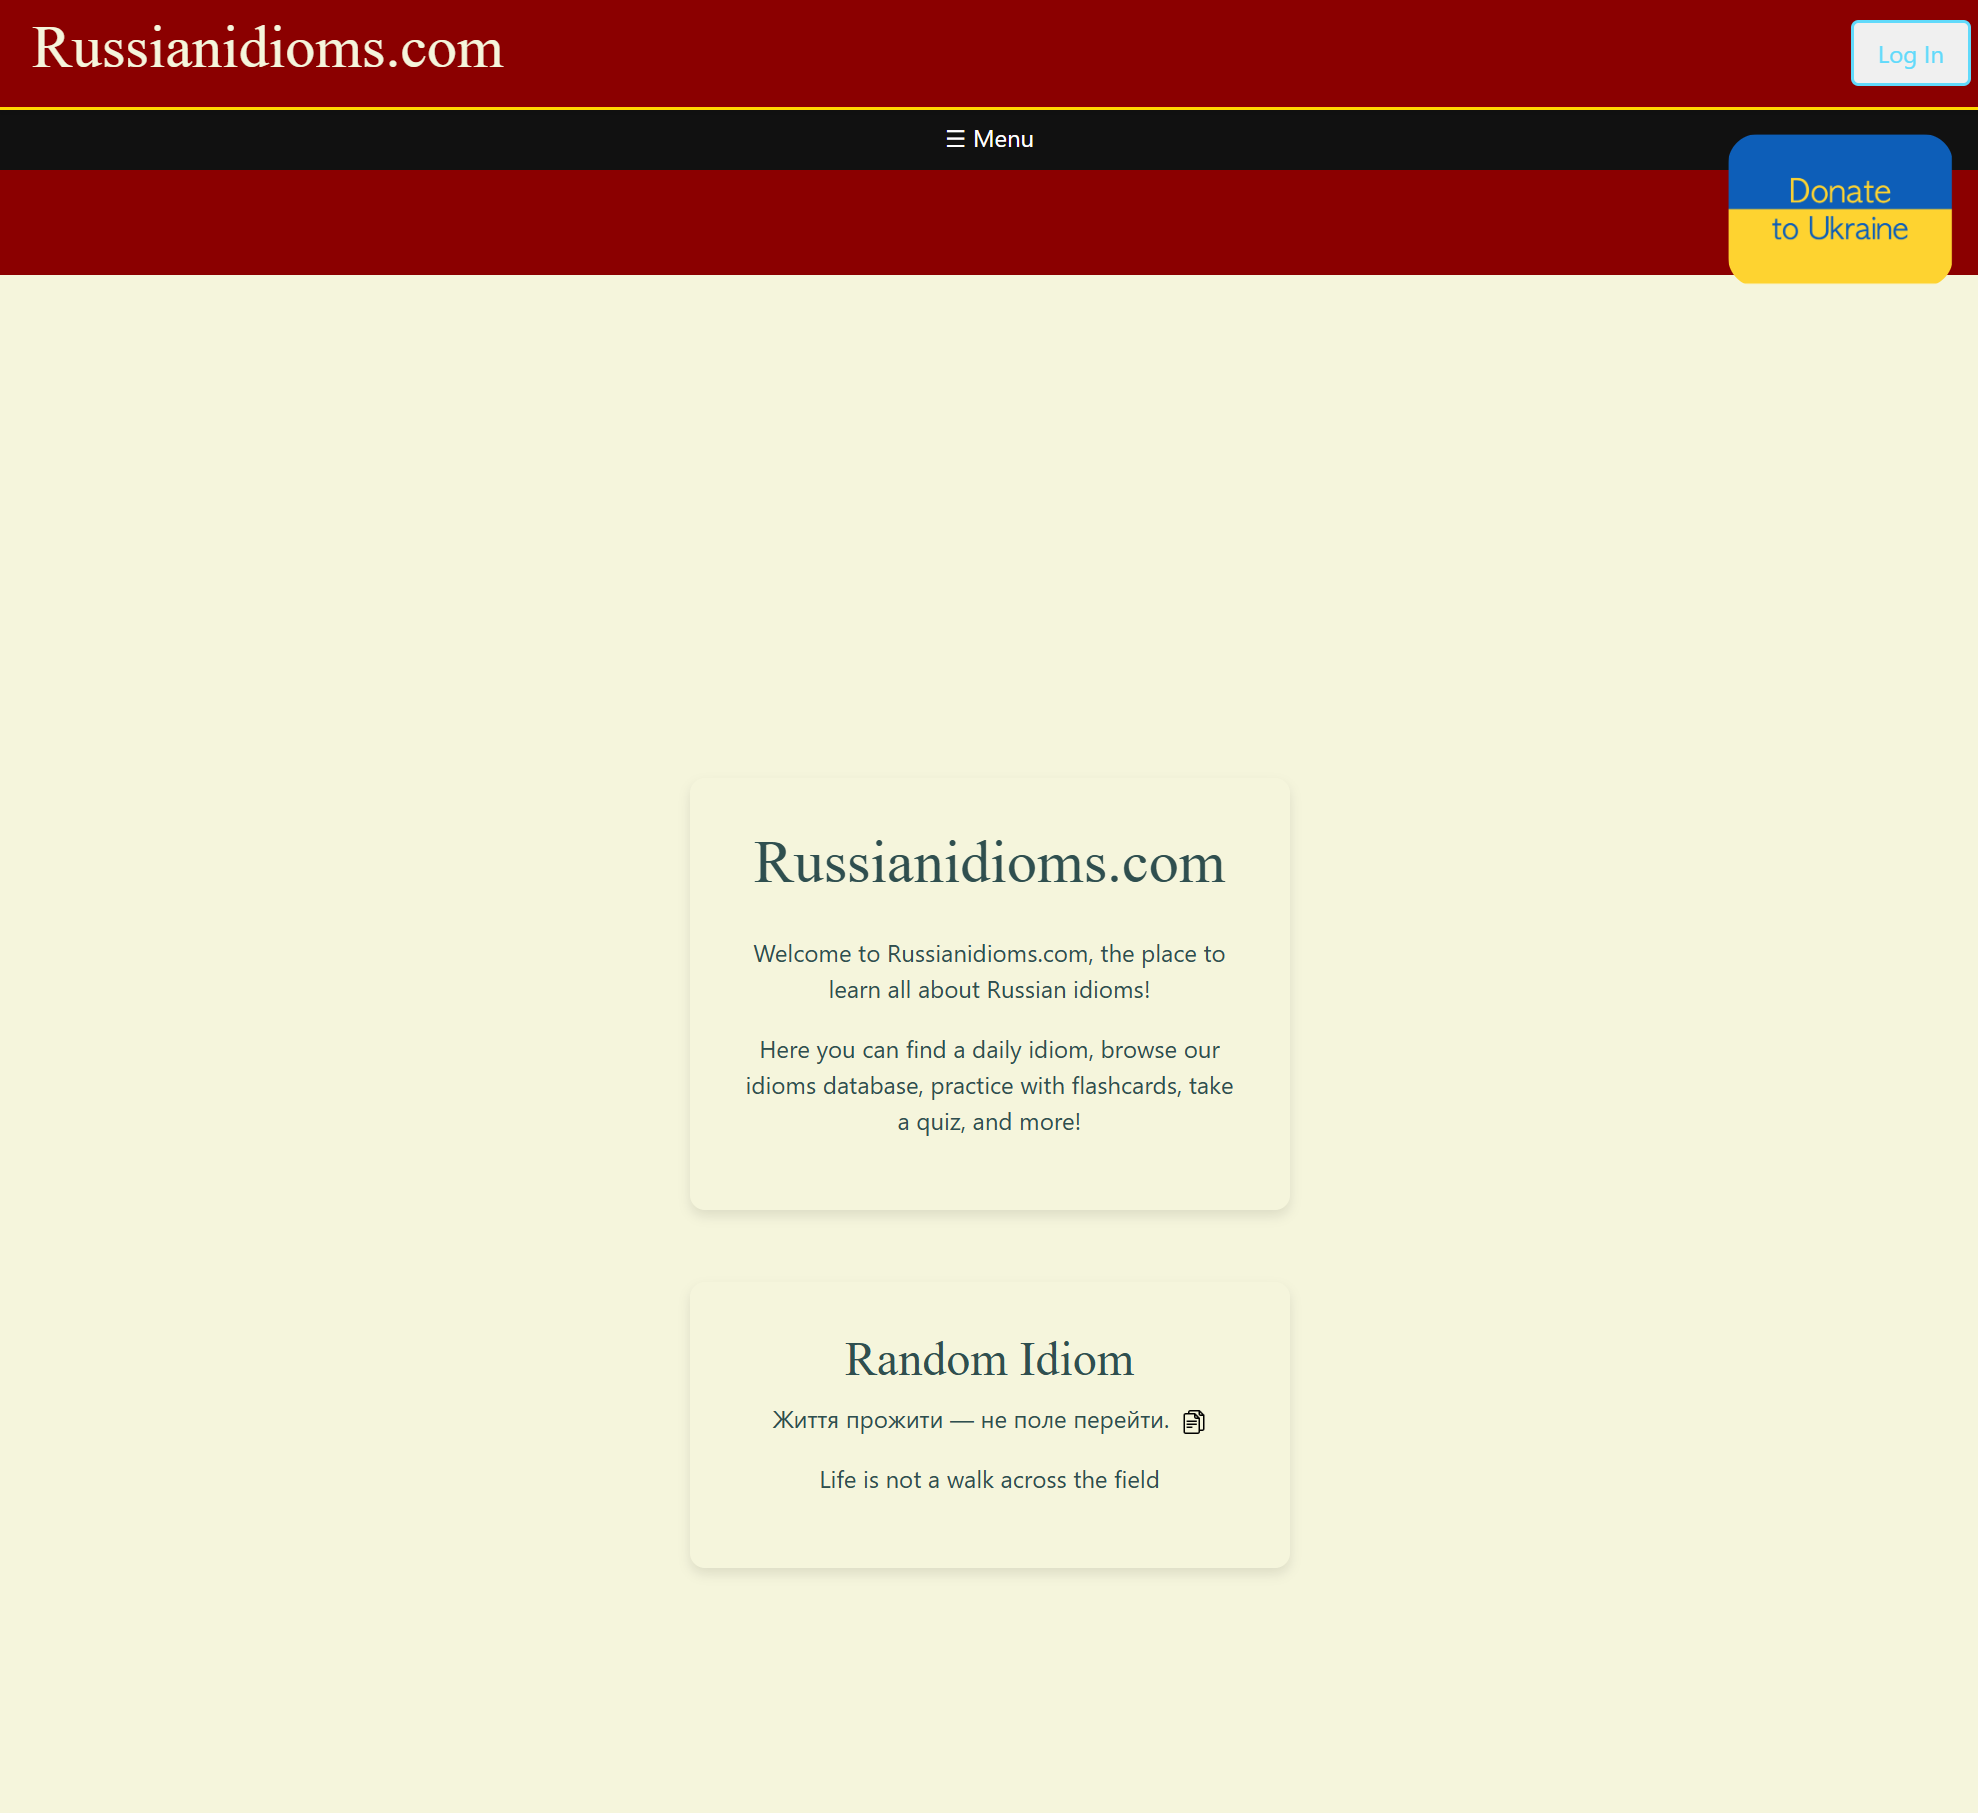 Russianidioms.com
Log In
☰ Menu
Donate
to Ukraine
Russianidioms.com
Welcome to Russianidioms.com, the place to
learn all about Russian idioms!
Here you can find a daily idiom, browse our
idioms database, practice with flashcards, take
a quiz, and more!
Random Idiom
Життя прожити — не поле перейти.
Life is not a walk across the field